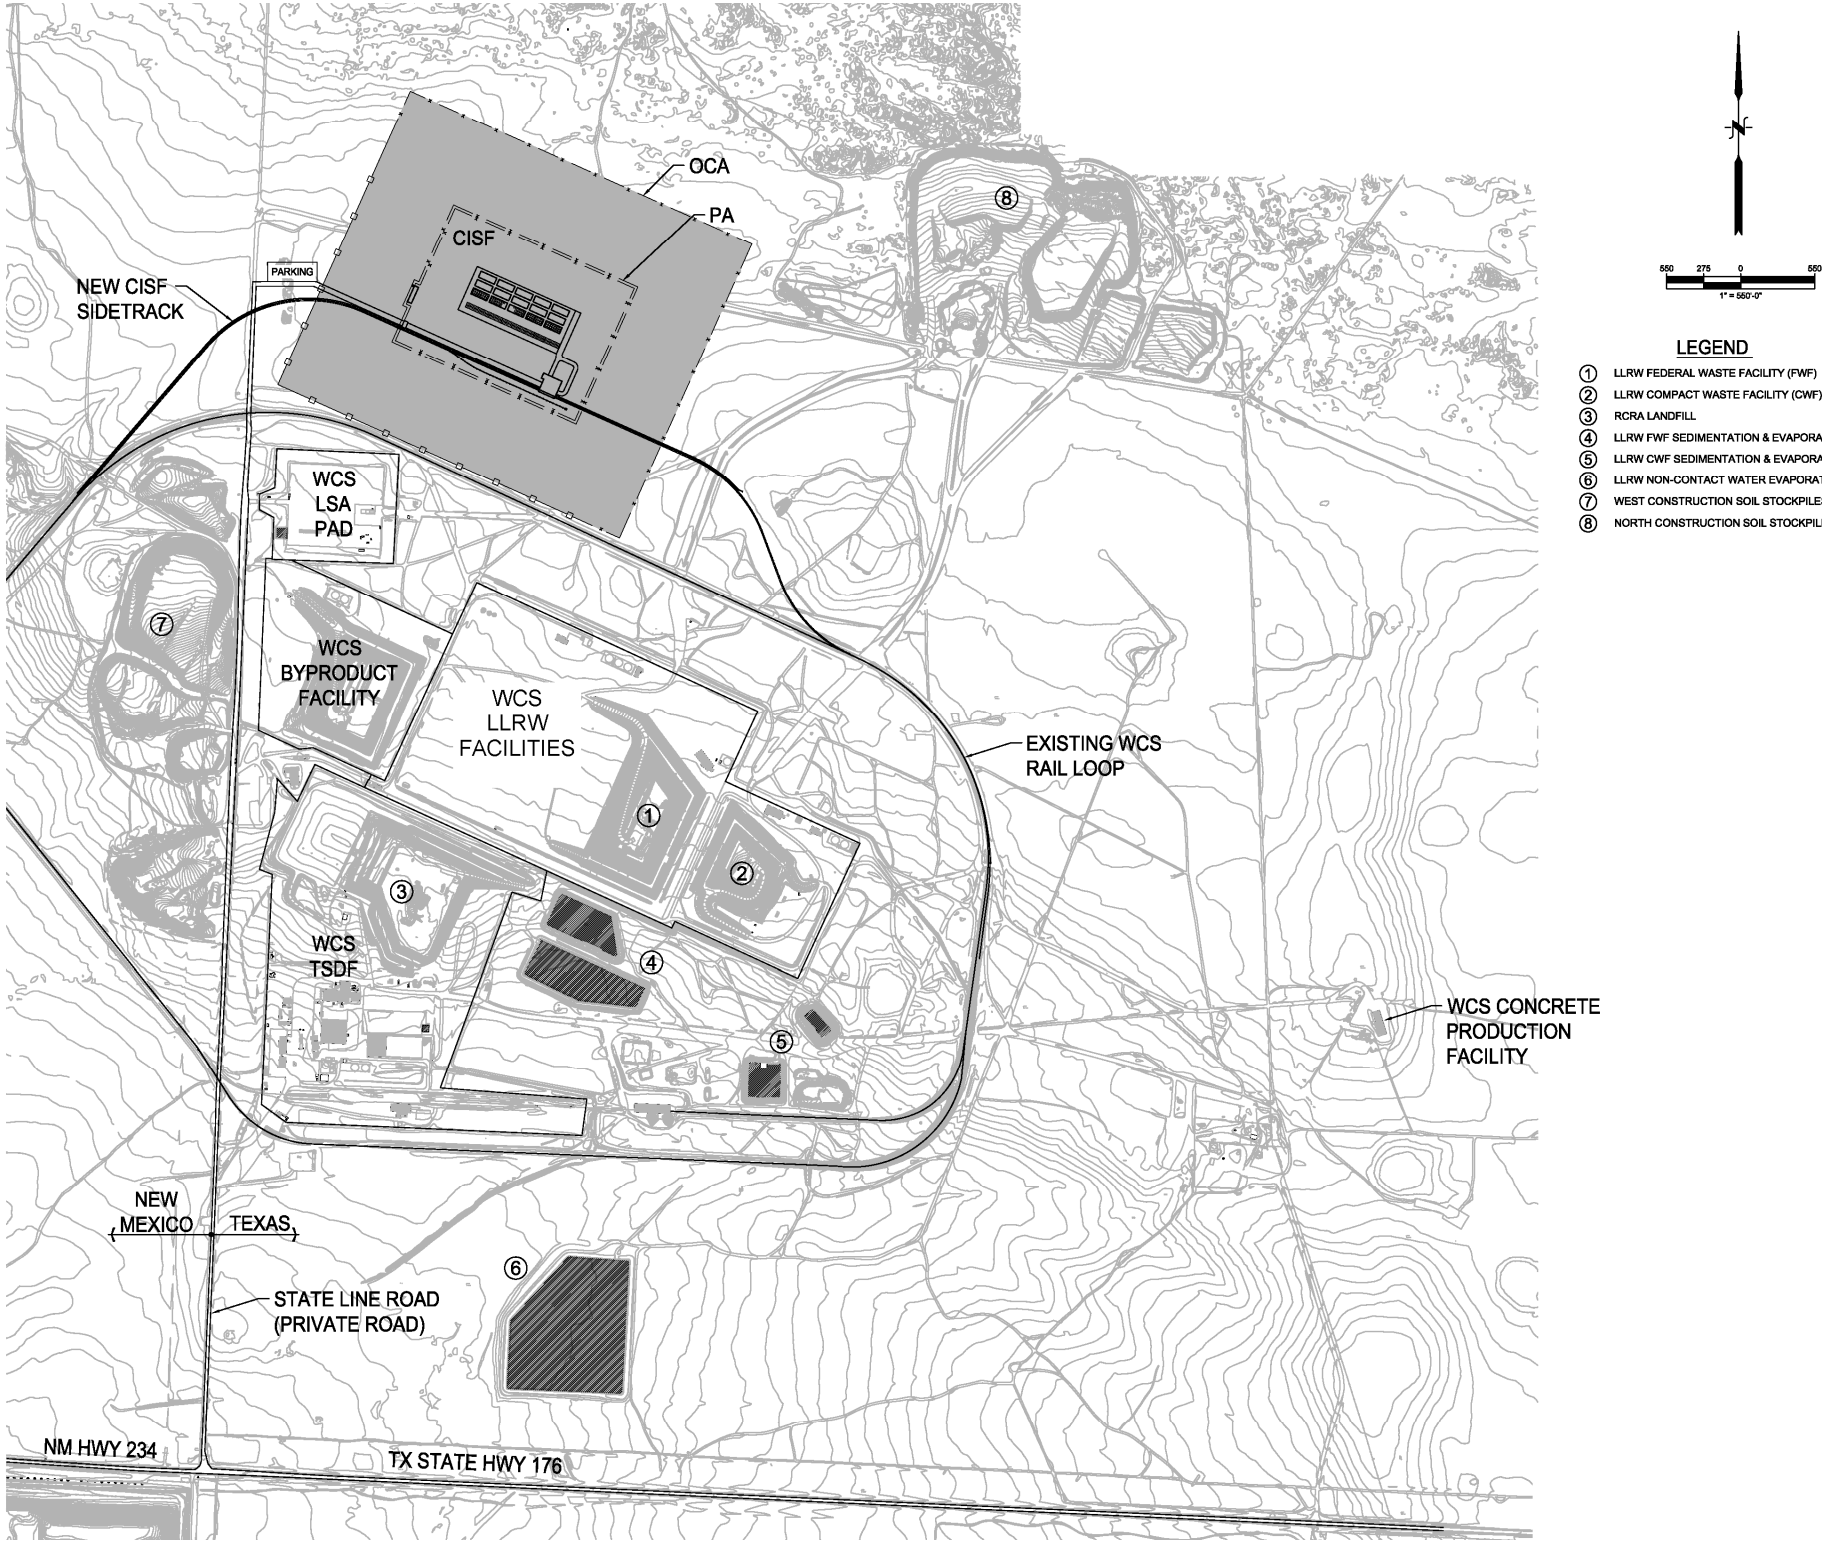 OCA
PA
CISF
PARKING
NEW CISF
SIDETRACK
8
N
550 275 0 550
1" = 550'-0"
LEGEND
1 LLRW FEDERAL WASTE FACILITY (FWF)
2 LLRW COMPACT WASTE FACILITY (CWF)
3 RCRA LANDFILL
4 LLRW FWF SEDIMENTATION & EVAPORA
5 LLRW CWF SEDIMENTATION & EVAPORA
6 LLRW NON-CONTACT WATER EVAPORAT
7 WEST CONSTRUCTION SOIL STOCKPILE
8 NORTH CONSTRUCTION SOIL STOCKPIL
WCS
LSA
PAD
7
WCS
BYPRODUCT
FACILITY
WCS
LLRW
FACILITIES
EXISTING WCS
RAIL LOOP
1
2
3
WCS
TSDF
4
5
WCS CONCRETE
PRODUCTION
FACILITY
NEW
MEXICO
TEXAS
6
STATE LINE ROAD
(PRIVATE ROAD)
NM HWY 234
TX STATE HWY 176